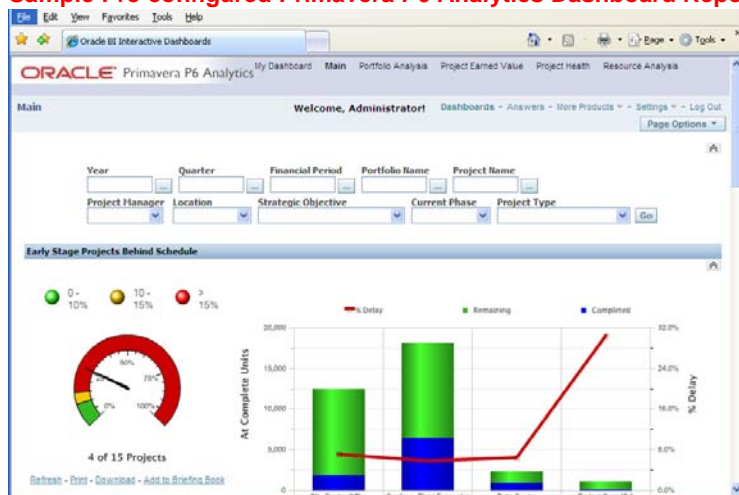 Sample Pre-configured Primavera P6 Analytics Dashboard Repo
File Edit View Favorites Tools Help
Oracle BI Interactive Dashboards
Page Tools
ORACLE Primavera P6 Analytics
My Dashboard Main Portfolio Analysis Project Earned Value Project Health Resource Analysis
Main
Welcome, Administrator!
Dashboards - Answers - More Products - Settings - Log Out
Page Options
Year Quarter Financial Period Portfolio Name Project Name
Project Manager Location Strategic Objective Current Phase Project Type
Go
Early Stage Projects Behind Schedule
0 - 10%
10 - 15%
> 15%
% Delay Remaining Completed
20,000
15,000
10,000
5,000
0
At Complete Units
32.0%
24.0%
16.0%
8.0%
0.0%
% Delay
0%
25%
50%
75%
100%
4 of 15 Projects
Refresh - Print - Download - Add to Briefing Book